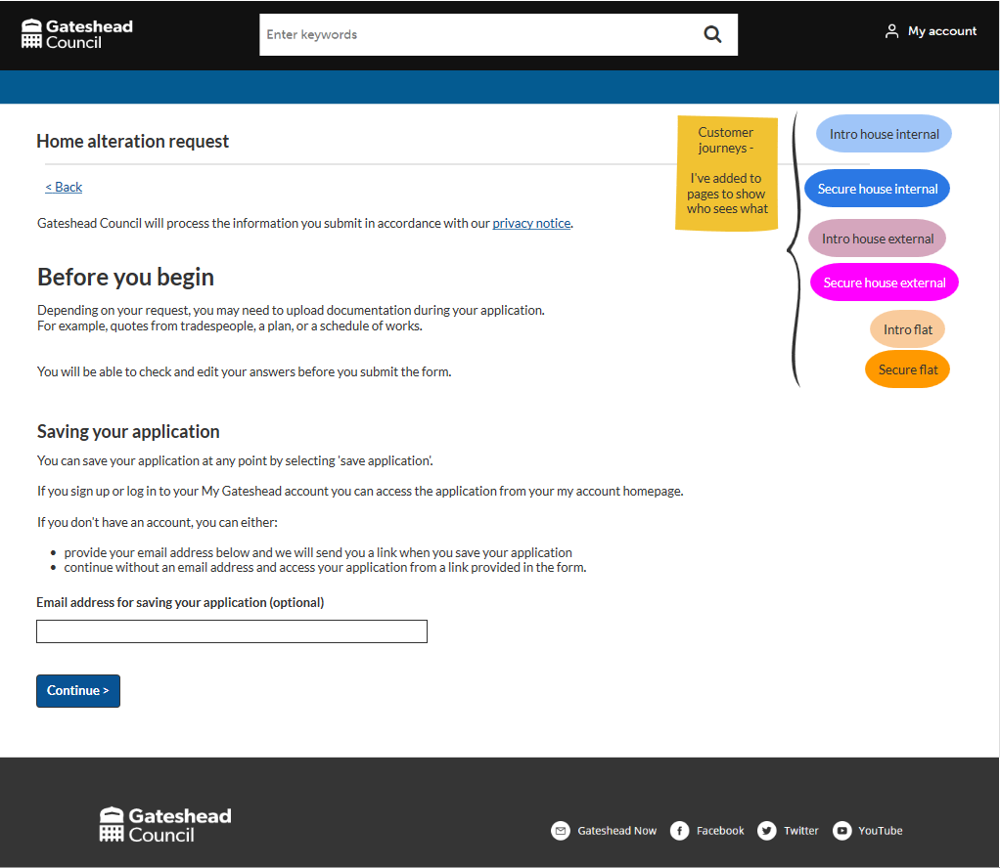 Gateshead
Council
Enter keywords
My account
Home alteration request
< Back
Gateshead Council will process the information you submit in accordance with our privacy notice.
Before you begin
Depending on your request, you may need to upload documentation during your application.
For example, quotes from tradespeople, a plan, or a schedule of works.
You will be able to check and edit your answers before you submit the form.
Customer
journeys -
I've added to
pages to show
who sees what
Intro house internal
Secure house internal
Intro house external
Secure house external
Intro flat
Secure flat
Saving your application
You can save your application at any point by selecting 'save application'.
If you sign up or log in to your My Gateshead account you can access the application from your my account homepage.
If you don't have an account, you can either:
• provide your email address below and we will send you a link when you save your application
• continue without an email address and access your application from a link provided in the form.
Email address for saving your application (optional)
Continue >
Gateshead
Council
Gateshead Now
Facebook
Twitter
YouTube